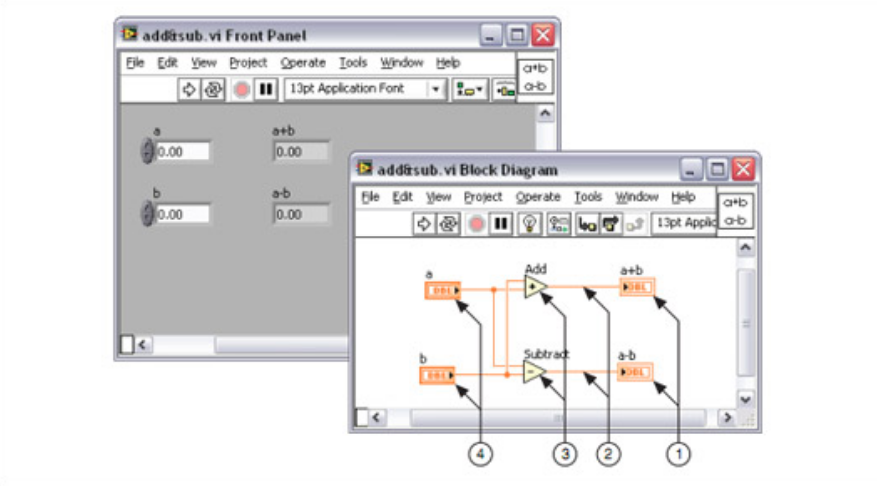 add&sub.vi Front Panel
File Edit View Project Operate Tools Window Help
13pt Application Font
a+b
a-b
a
0.00
a+b
0.00
b
0.00
a-b
0.00
add&sub.vi Block Diagram
File Edit View Project Operate Tools Window Help
13pt Applic
a+b
a-b
a
DBL
Add
+
a+b
DBL
b
DBL
Subtract
-
a-b
DBL
4 3 2 1